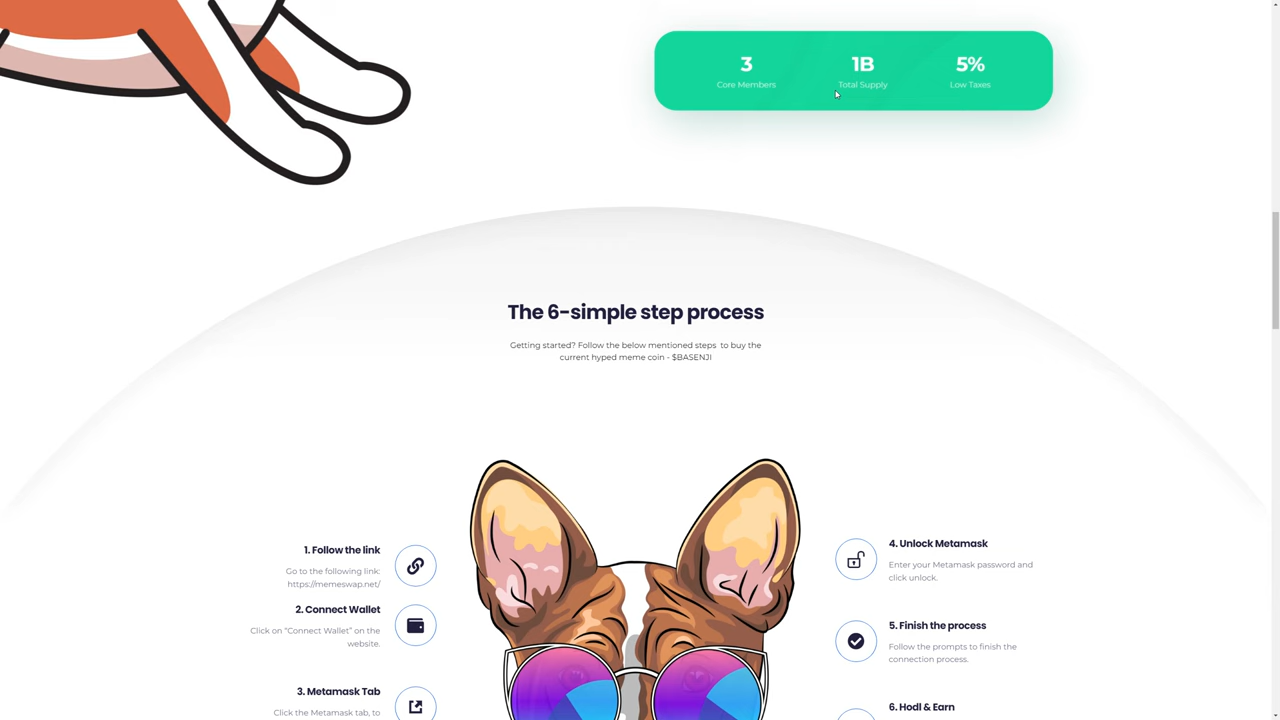 3
Core Members
1B
Total Supply
5%
Low Taxes
The 6-simple step process
Getting started? Follow the below mentioned steps to buy the
current hyped meme coin - $BASENJI
1. Follow the link
Go to the following link:
https://memeswap.net/
2. Connect Wallet
Click on “Connect Wallet” on the
website.
3. Metamask Tab
Click the Metamask tab, to
4. Unlock Metamask
Enter your Metamask password and
click unlock.
5. Finish the process
Follow the prompts to finish the
connection process.
6. Hodl & Earn